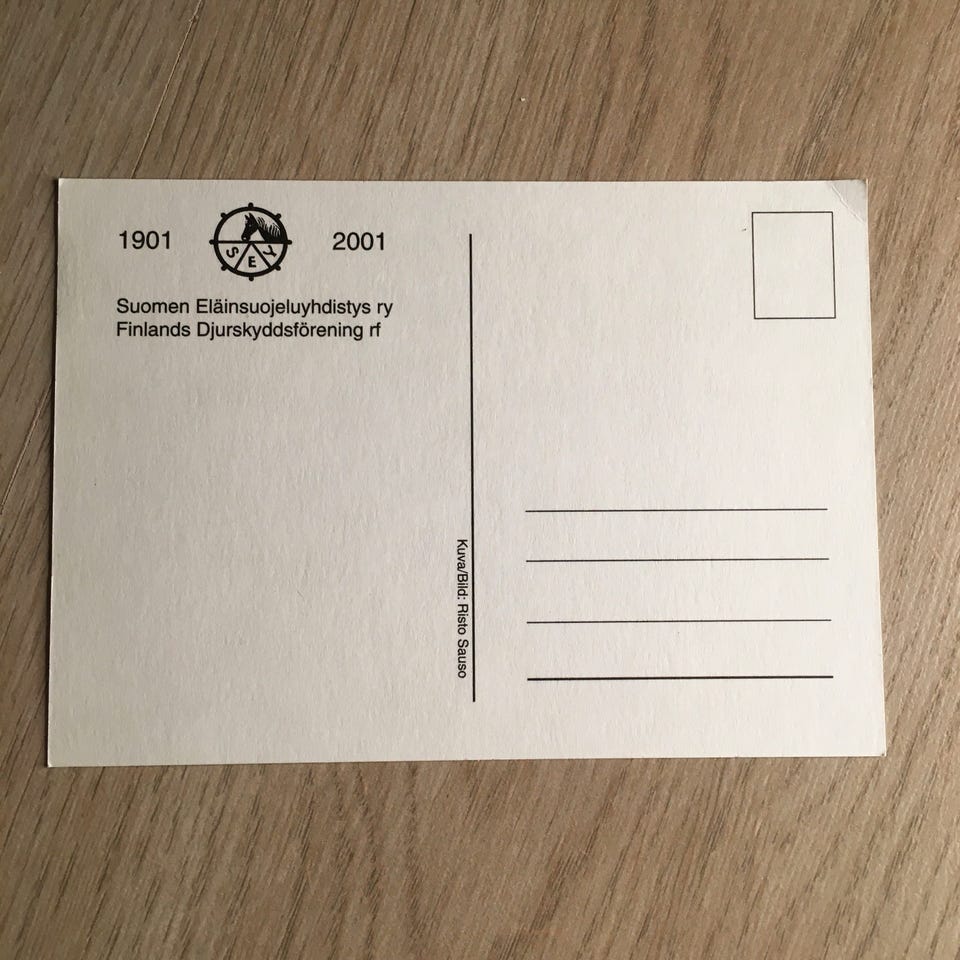 1901 SEY 2001
Suomen Eläinsuojeluyhdistys ry
Finlands Djurskyddsförening rf
Kuva/Bild: Risto Sauso